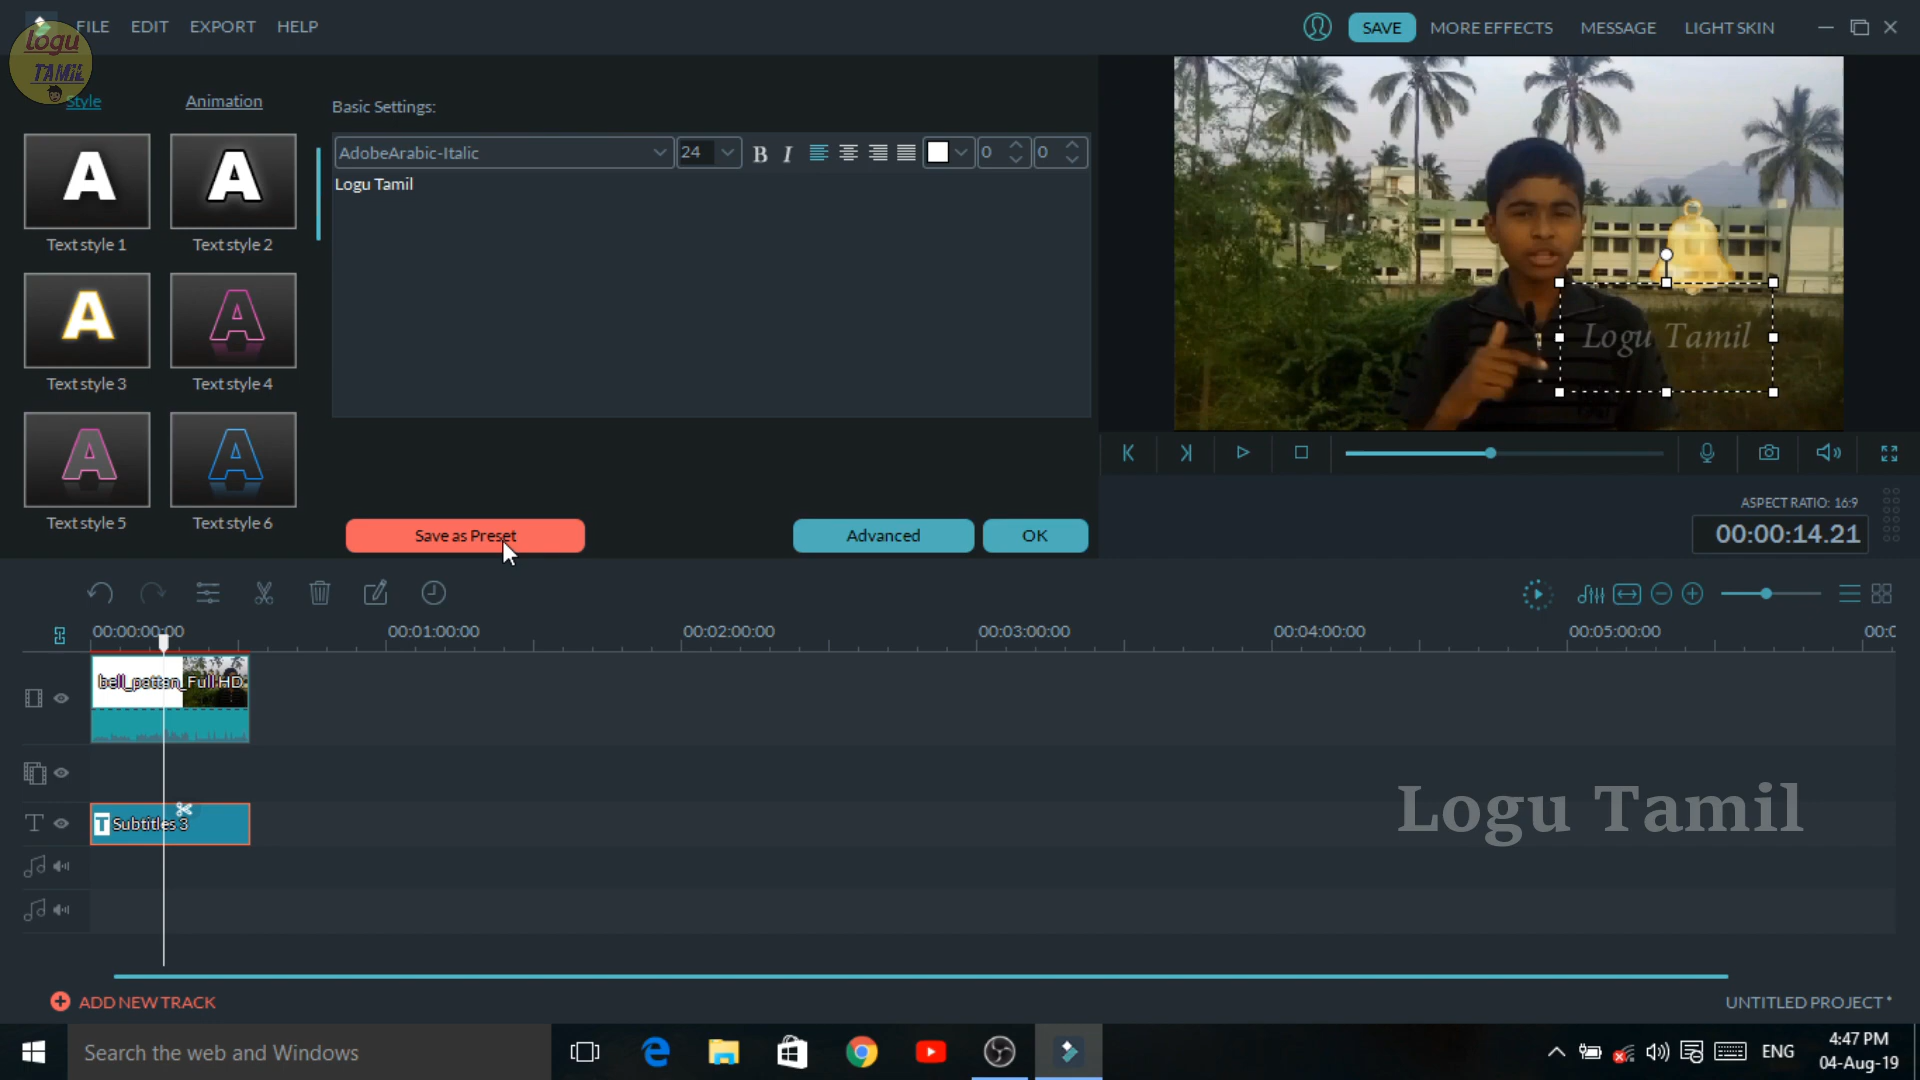 FILE EDIT EXPORT HELP
SAVE MORE EFFECTS MESSAGE LIGHT SKIN
logu
TAMIL
Style Animation Basic Settings:
AdobeArabic-Italic 24 B I 0 0
Logu Tamil
A A
Text style 1 Text style 2
A A
Text style 3 Text style 4
A A
Text style 5 Text style 6
Logu Tamil
Save as Preset Advanced OK
ASPECT RATIO: 16:9
00:00:14.21
00:00:00:00 00:01:00:00 00:02:00:00 00:03:00:00 00:04:00:00 00:05:00:00 00:0
bell_pattan_Full HD
T T Subtitles 3
Logu Tamil
ADD NEW TRACK UNTITLED PROJECT *
Search the web and Windows
ENG 4:47 PM
04-Aug-19